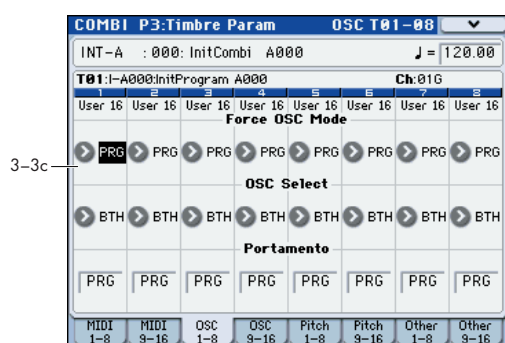 COMBI P3:Timbre Param OSC T01-08
INT-A :000: InitCombi A000 ♩= 120.00
T01:I-A000:InitProgram A000 Ch:01G
1 2 3 4 5 6 7 8
User 16 User 16 User 16 User 16 User 16 User 16 User 16 User 16
Force OSC Mode
3–3c
PRG PRG PRG PRG PRG PRG PRG PRG
OSC Select
BTH BTH BTH BTH BTH BTH BTH BTH
Portamento
PRG PRG PRG PRG PRG PRG PRG PRG
MIDI 1-8 MIDI 9-16 OSC 1-8 OSC 9-16 Pitch 1-8 Pitch 9-16 Other 1-8 Other 9-16